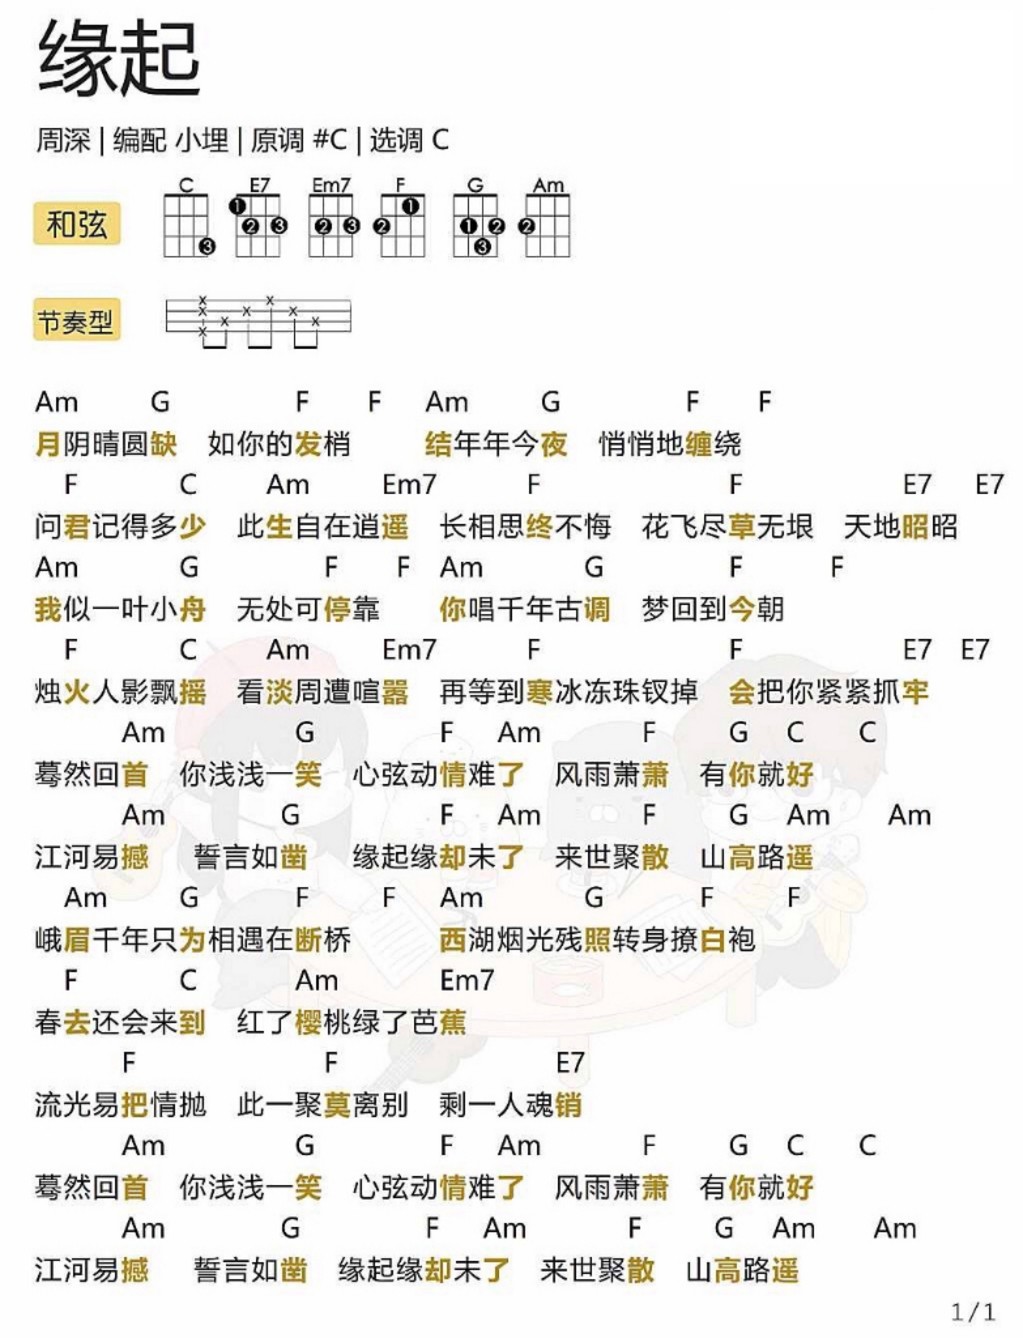 缘起
周深 | 编配 小埋 | 原调 #C | 选调 C
和弦 C E7 Em7 F G Am
1 1
2 3 2 3 2 1 2 2
3 3
节奏型
Am G F F Am G F F
月阴晴圆缺 如你的发梢 结年年今夜 悄悄地缠绕
F C Am Em7 F F E7 E7
问君记得多少 此生自在逍遥 长相思终不悔 花飞尽草无垠 天地昭昭
Am G F F Am G F F
我似一叶小舟 无处可停靠 你唱千年古调 梦回到今朝
F C Am Em7 F F E7 E7
烛火人影飘摇 看淡周遭喧嚣 再等到寒冰冻珠钗掉 会把你紧紧抓牢
Am G F Am F G C C
蓦然回首 你浅浅一笑 心弦动情难了 风雨萧萧 有你就好
Am G F Am F G Am Am
江河易撼 誓言如凿 缘起缘却未了 来世聚散 山高路遥
Am G F F Am G F F
峨眉千年只为相遇在断桥 西湖烟光残照转身撩白袍
F C Am Em7
春去还会来到 红了樱桃绿了芭蕉
F F E7
流光易把情抛 此一聚莫离别 剩一人魂销
Am G F Am F G C C
蓦然回首 你浅浅一笑 心弦动情难了 风雨萧萧 有你就好
Am G F Am F G Am Am
江河易撼 誓言如凿 缘起缘却未了 来世聚散 山高路遥
1/1